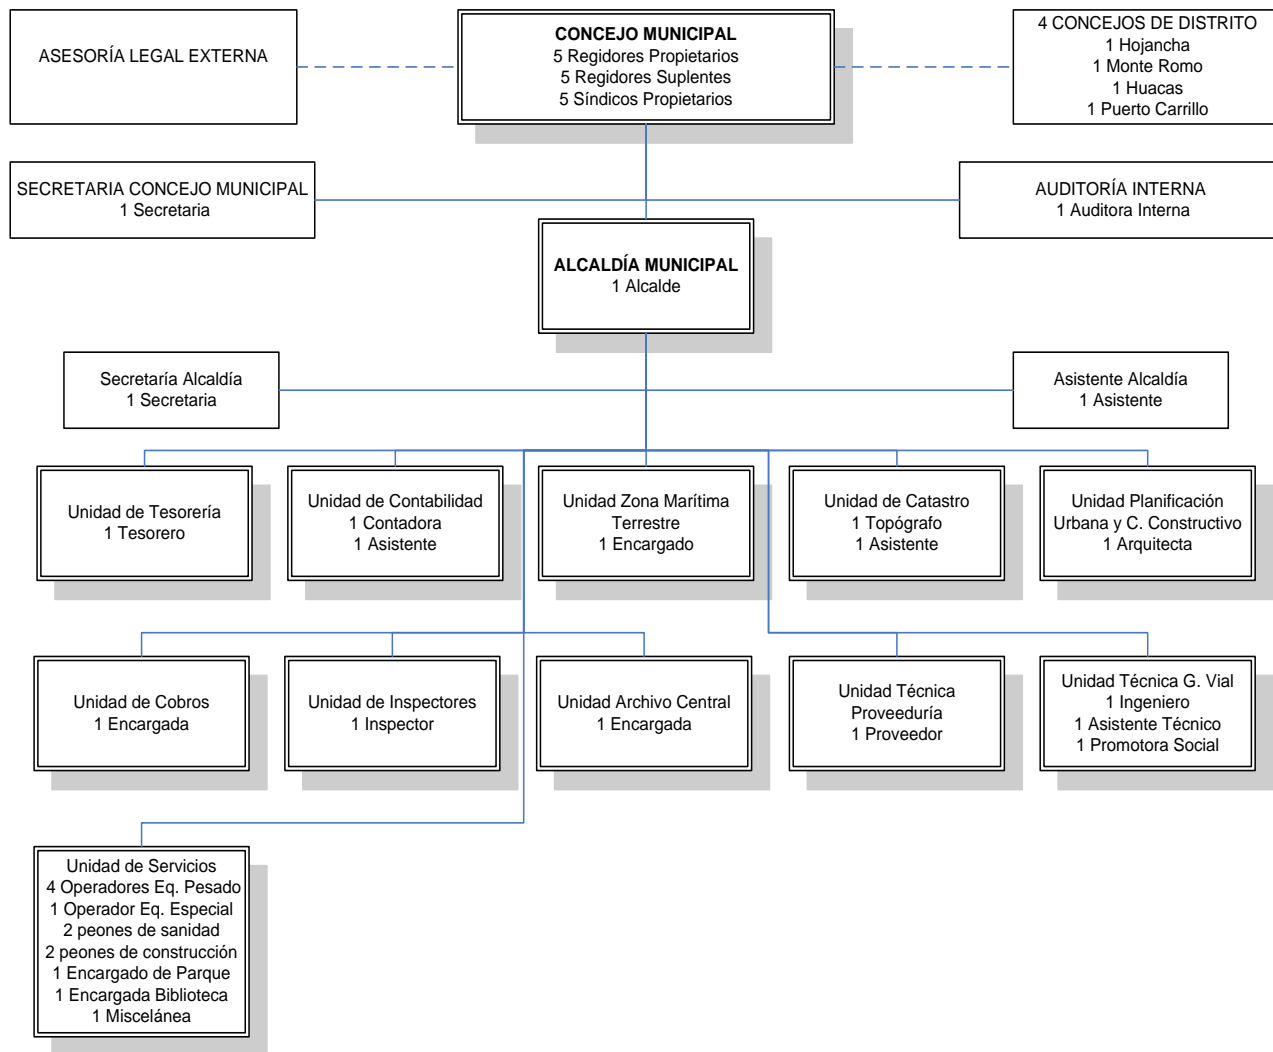 ASESORÍA LEGAL EXTERNA
CONCEJO MUNICIPAL
5 Regidores Propietarios
5 Regidores Suplentes
5 Síndicos Propietarios
4 CONCEJOS DE DISTRITO
1 Hojancha
1 Monte Romo
1 Huacas
1 Puerto Carrillo
SECRETARIA CONCEJO MUNICIPAL
1 Secretaria
AUDITORÍA INTERNA
1 Auditora Interna
ALCALDÍA MUNICIPAL
1 Alcalde
Secretaría Alcaldía
1 Secretaria
Asistente Alcaldía
1 Asistente
Unidad de Tesorería
1 Tesorero
Unidad de Contabilidad
1 Contadora
1 Asistente
Unidad Zona Marítima
Terrestre
1 Encargado
Unidad de Catastro
1 Topógrafo
1 Asistente
Unidad Planificación
Urbana y C. Constructivo
1 Arquitecta
Unidad de Cobros
1 Encargada
Unidad de Inspectores
1 Inspector
Unidad Archivo Central
1 Encargada
Unidad Técnica
Proveeduría
1 Proveedor
Unidad Técnica G. Vial
1 Ingeniero
1 Asistente Técnico
1 Promotora Social
Unidad de Servicios
4 Operadores Eq. Pesado
1 Operador Eq. Especial
2 peones de sanidad
2 peones de construcción
1 Encargado de Parque
1 Encargada Biblioteca
1 Miscelánea